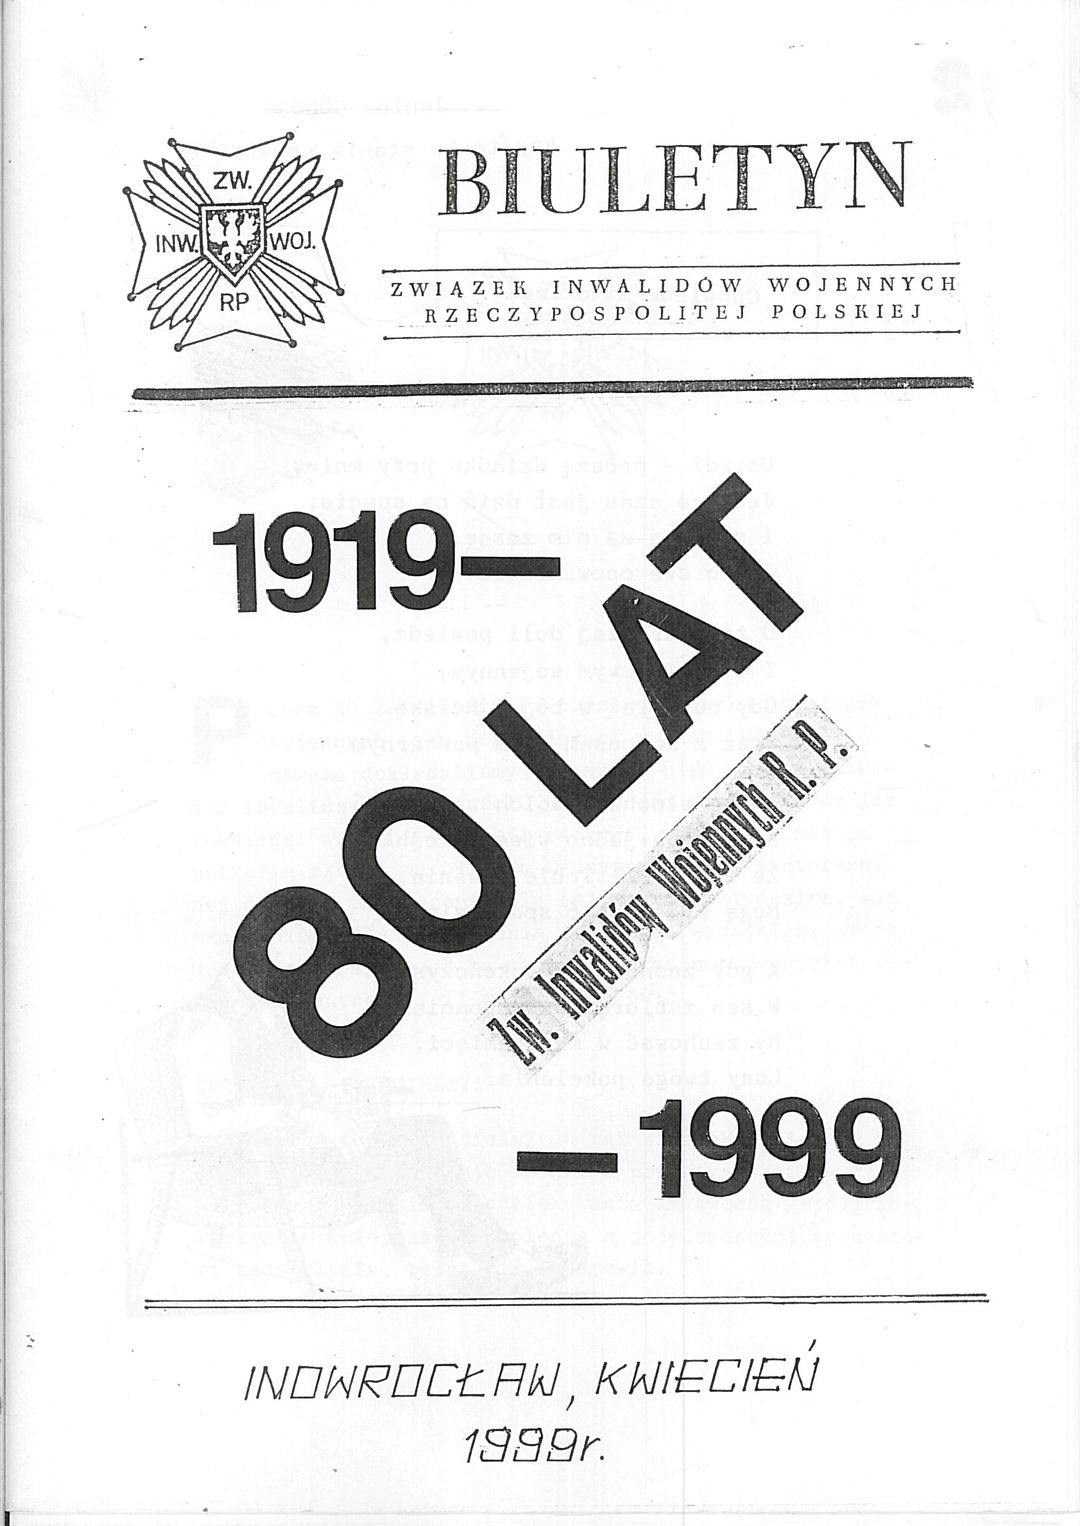 ZW.
INW. WOJ.
RP
BIULETYN
ZWIĄZEK INWALIDÓW WOJENNYCH
RZECZYPOSPOLITEJ POLSKIEJ
1919—
80 LAT
Zw. Inwalidów Wojennych R. P.
—1999
INOWROCŁAW, KWIECIEŃ
1999r.